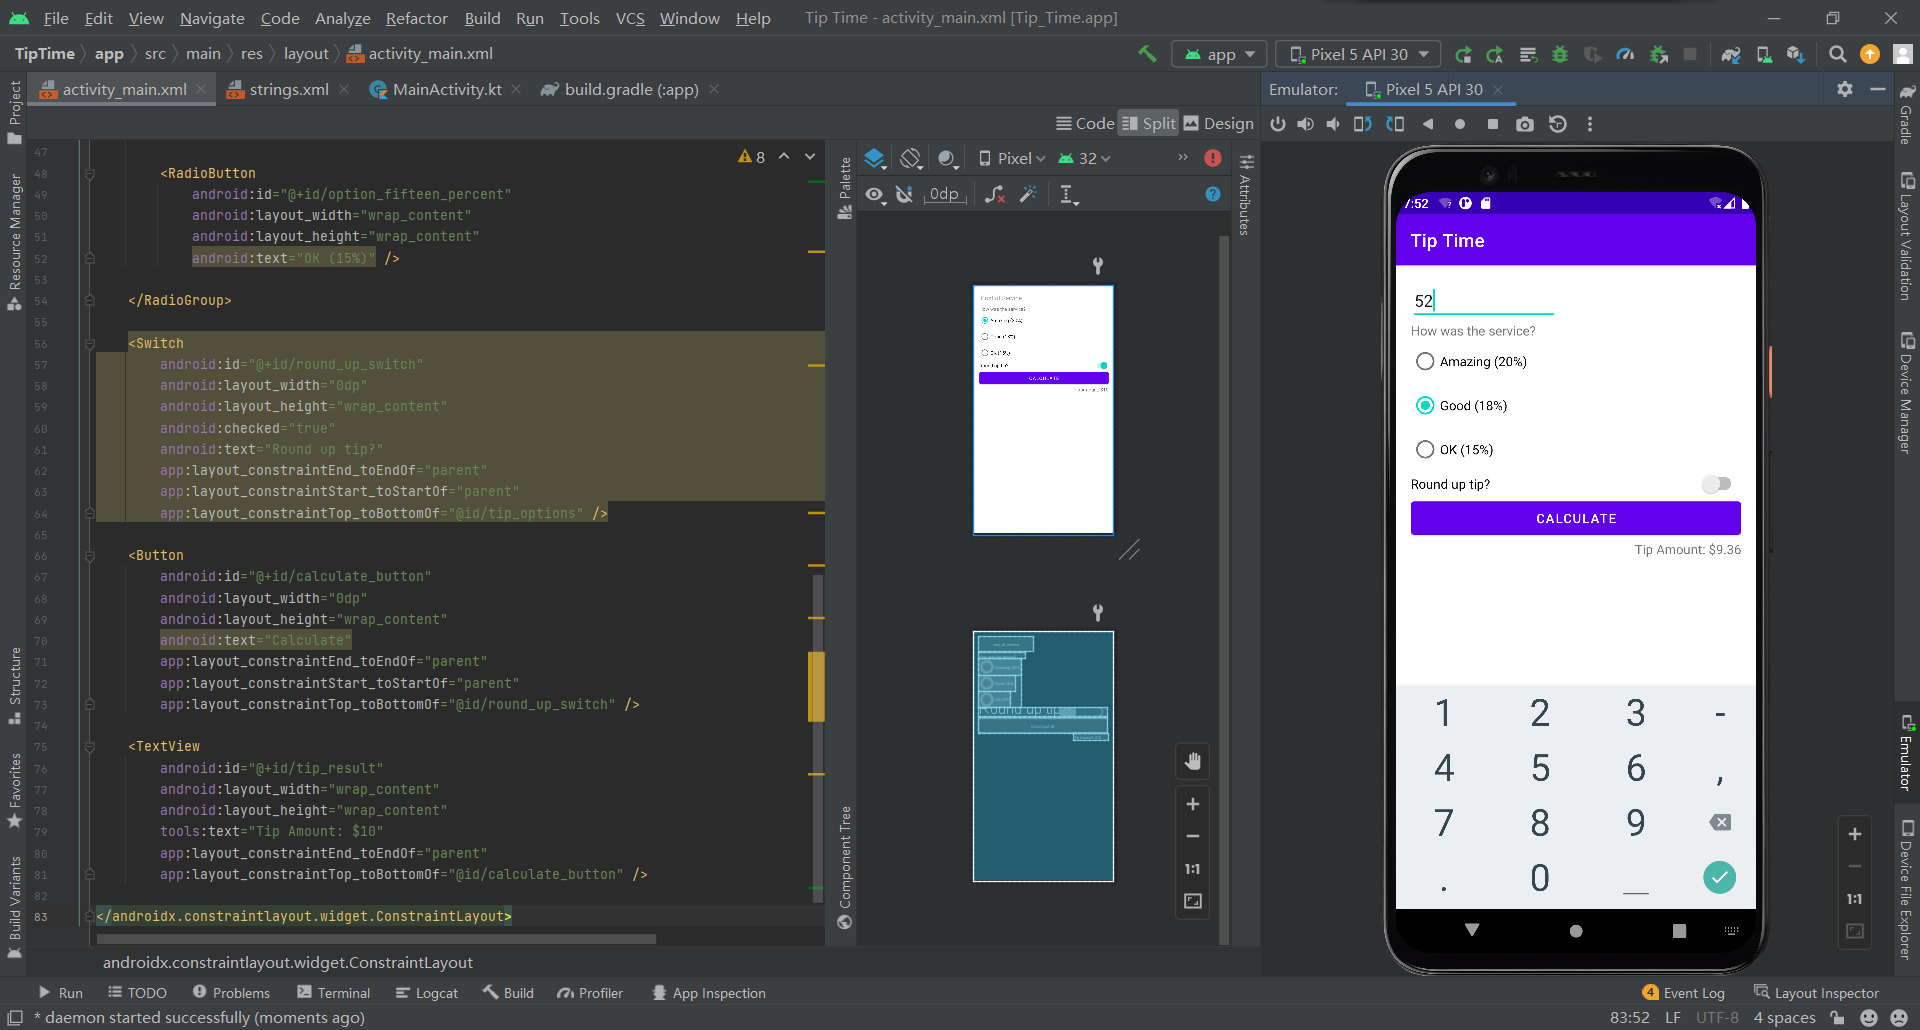 File Edit View Navigate Code Analyze Refactor Build Run Tools VCS Window Help Tip Time - activity_main.xml [Tip_Time.app]
TipTime app src main res layout activity_main.xml
app Pixel 5 API 30
activity_main.xml strings.xml MainActivity.kt build.gradle (:app)
Emulator: Pixel 5 API 30
Code Split Design
8
Pixel 32
0dp
Project
Resource Manager
Structure
Favorites
Build Variants
47
48 <RadioButton
49 android:id="@+id/option_fifteen_percent"
50 android:layout_width="wrap_content"
51 android:layout_height="wrap_content"
52 android:text="OK (15%)" />
53
54 </RadioGroup>
55
56 <Switch
57 android:id="@+id/round_up_switch"
58 android:layout_width="0dp"
59 android:layout_height="wrap_content"
60 android:checked="true"
61 android:text="Round up tip?"
62 app:layout_constraintEnd_toEndOf="parent"
63 app:layout_constraintStart_toStartOf="parent"
64 app:layout_constraintTop_toBottomOf="@id/tip_options" />
65
66 <Button
67 android:id="@+id/calculate_button"
68 android:layout_width="0dp"
69 android:layout_height="wrap_content"
70 android:text="Calculate"
71 app:layout_constraintEnd_toEndOf="parent"
72 app:layout_constraintStart_toStartOf="parent"
73 app:layout_constraintTop_toBottomOf="@id/round_up_switch" />
74
75 <TextView
76 android:id="@+id/tip_result"
77 android:layout_width="wrap_content"
78 android:layout_height="wrap_content"
79 tools:text="Tip Amount: $10"
80 app:layout_constraintEnd_toEndOf="parent"
81 app:layout_constraintTop_toBottomOf="@id/calculate_button" />
82
83 </androidx.constraintlayout.widget.ConstraintLayout>
androidx.constraintlayout.widget.ConstraintLayout
Palette
Component Tree
Attributes
How was the service?
CALCULATE
Round up tip
1:1
7:52
Tip Time
52
How was the service?
Amazing (20%)
Good (18%)
OK (15%)
Round up tip?
CALCULATE
Tip Amount: $9.36
1 2 3 -
4 5 6 ,
7 8 9
. 0
1:1
Gradle
Layout Validation
Device Manager
Emulator
Device File Explorer
Run TODO Problems Terminal Logcat Build Profiler App Inspection 4 Event Log Layout Inspector
* daemon started successfully (moments ago) 83:52 LF UTF-8 4 spaces